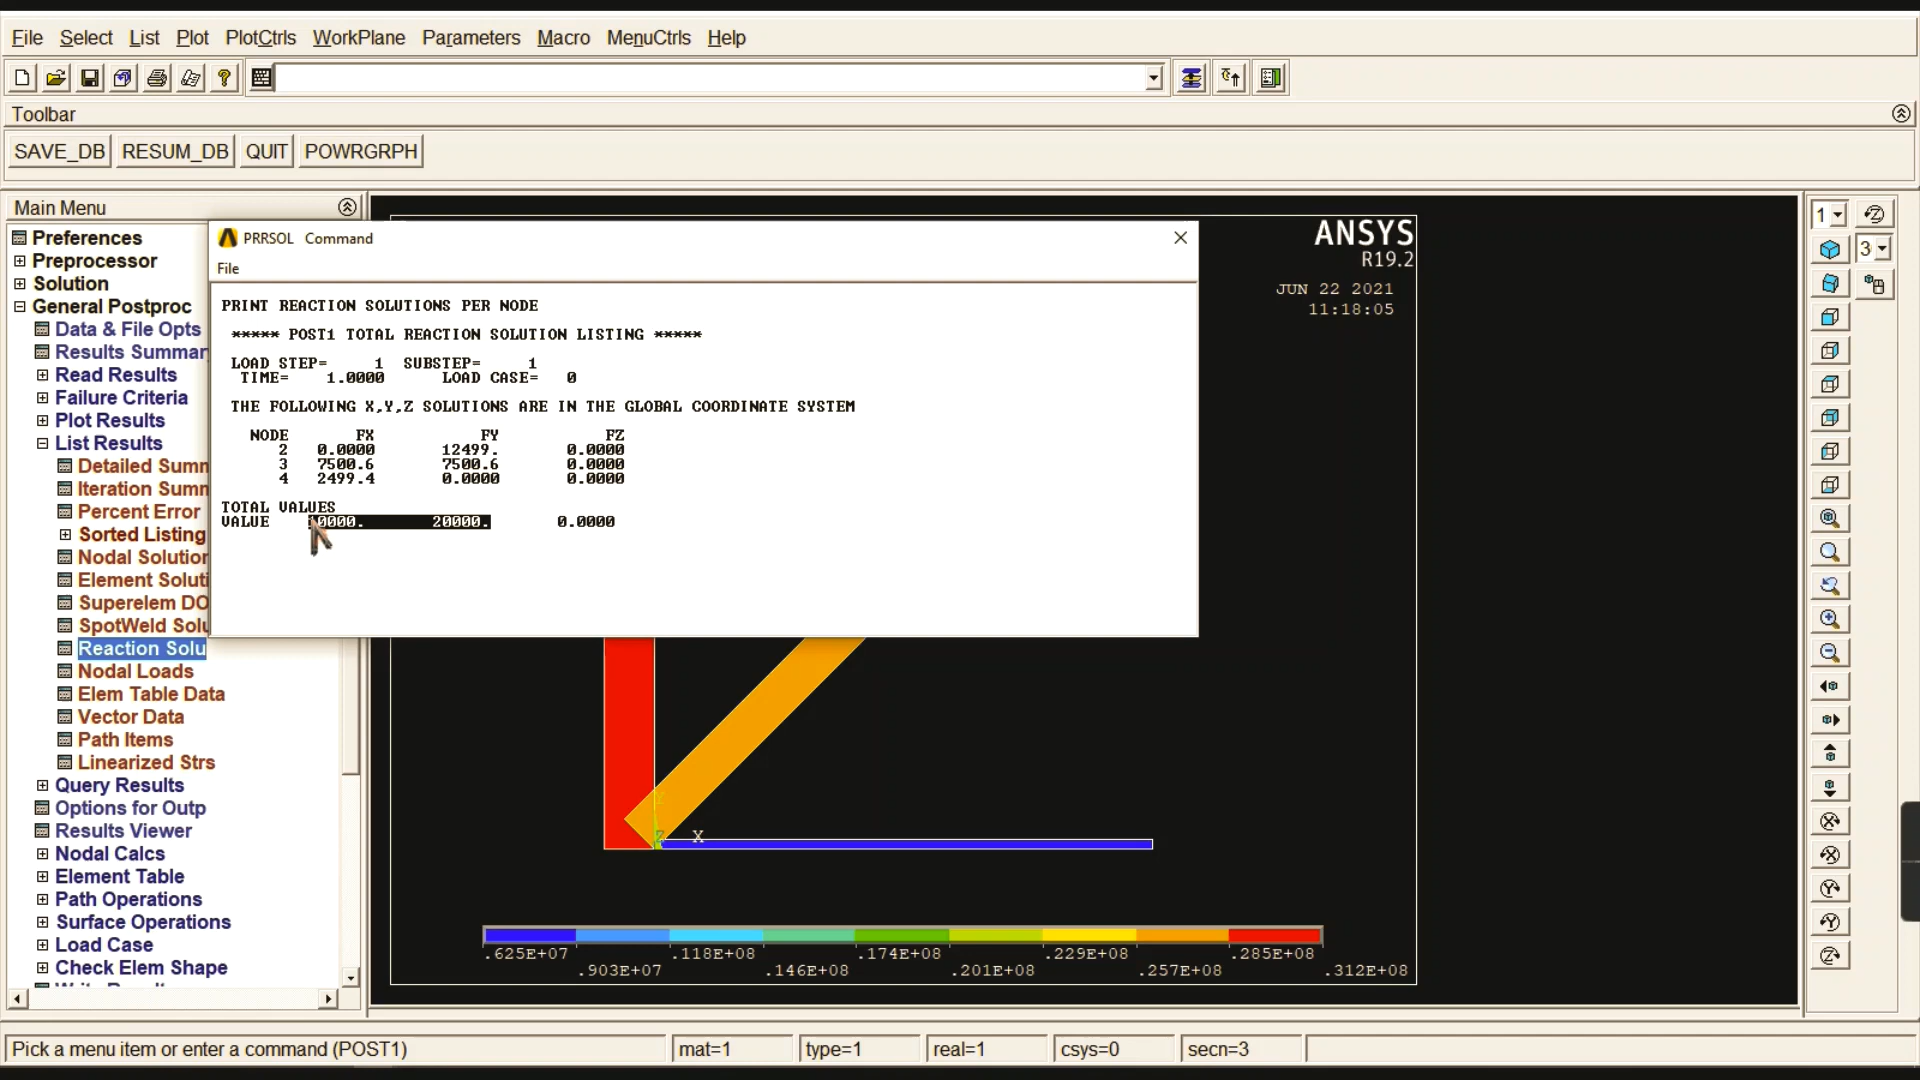 File Select List Plot PlotCtrls WorkPlane Parameters Macro MenuCtrls Help
Toolbar
SAVE_DB RESUM_DB QUIT POWRGRPH
Main Menu
Preferences
Preprocessor
Solution
General Postproc
Data & File Opts
Results Summar
Read Results
Failure Criteria
Plot Results
List Results
Detailed Summ
Iteration Summ
Percent Error
Sorted Listing
Nodal Solution
Element Soluti
Superelem DO
SpotWeld Solu
Reaction Solu
Nodal Loads
Elem Table Data
Vector Data
Path Items
Linearized Strs
Query Results
Options for Outp
Results Viewer
Nodal Calcs
Element Table
Path Operations
Surface Operations
Load Case
Check Elem Shape
PRRSOL Command
File
PRINT REACTION SOLUTIONS PER NODE
***** POST1 TOTAL REACTION SOLUTION LISTING *****
LOAD STEP= 1 SUBSTEP= 1
TIME= 1.0000 LOAD CASE= 0
THE FOLLOWING X,Y,Z SOLUTIONS ARE IN THE GLOBAL COORDINATE SYSTEM
NODE FX FY FZ
2 0.0000 12499. 0.0000
3 7500.6 7500.6 0.0000
4 2499.4 0.0000 0.0000
TOTAL VALUES
VALUE 10000. 20000. 0.0000
ANSYS
R19.2
JUN 22 2021
11:18:05
Y
Z X
.625E+07 .118E+08 .174E+08 .229E+08 .285E+08
.903E+07 .146E+08 .201E+08 .257E+08 .312E+08
1
3
Pick a menu item or enter a command (POST1) mat=1 type=1 real=1 csys=0 secn=3